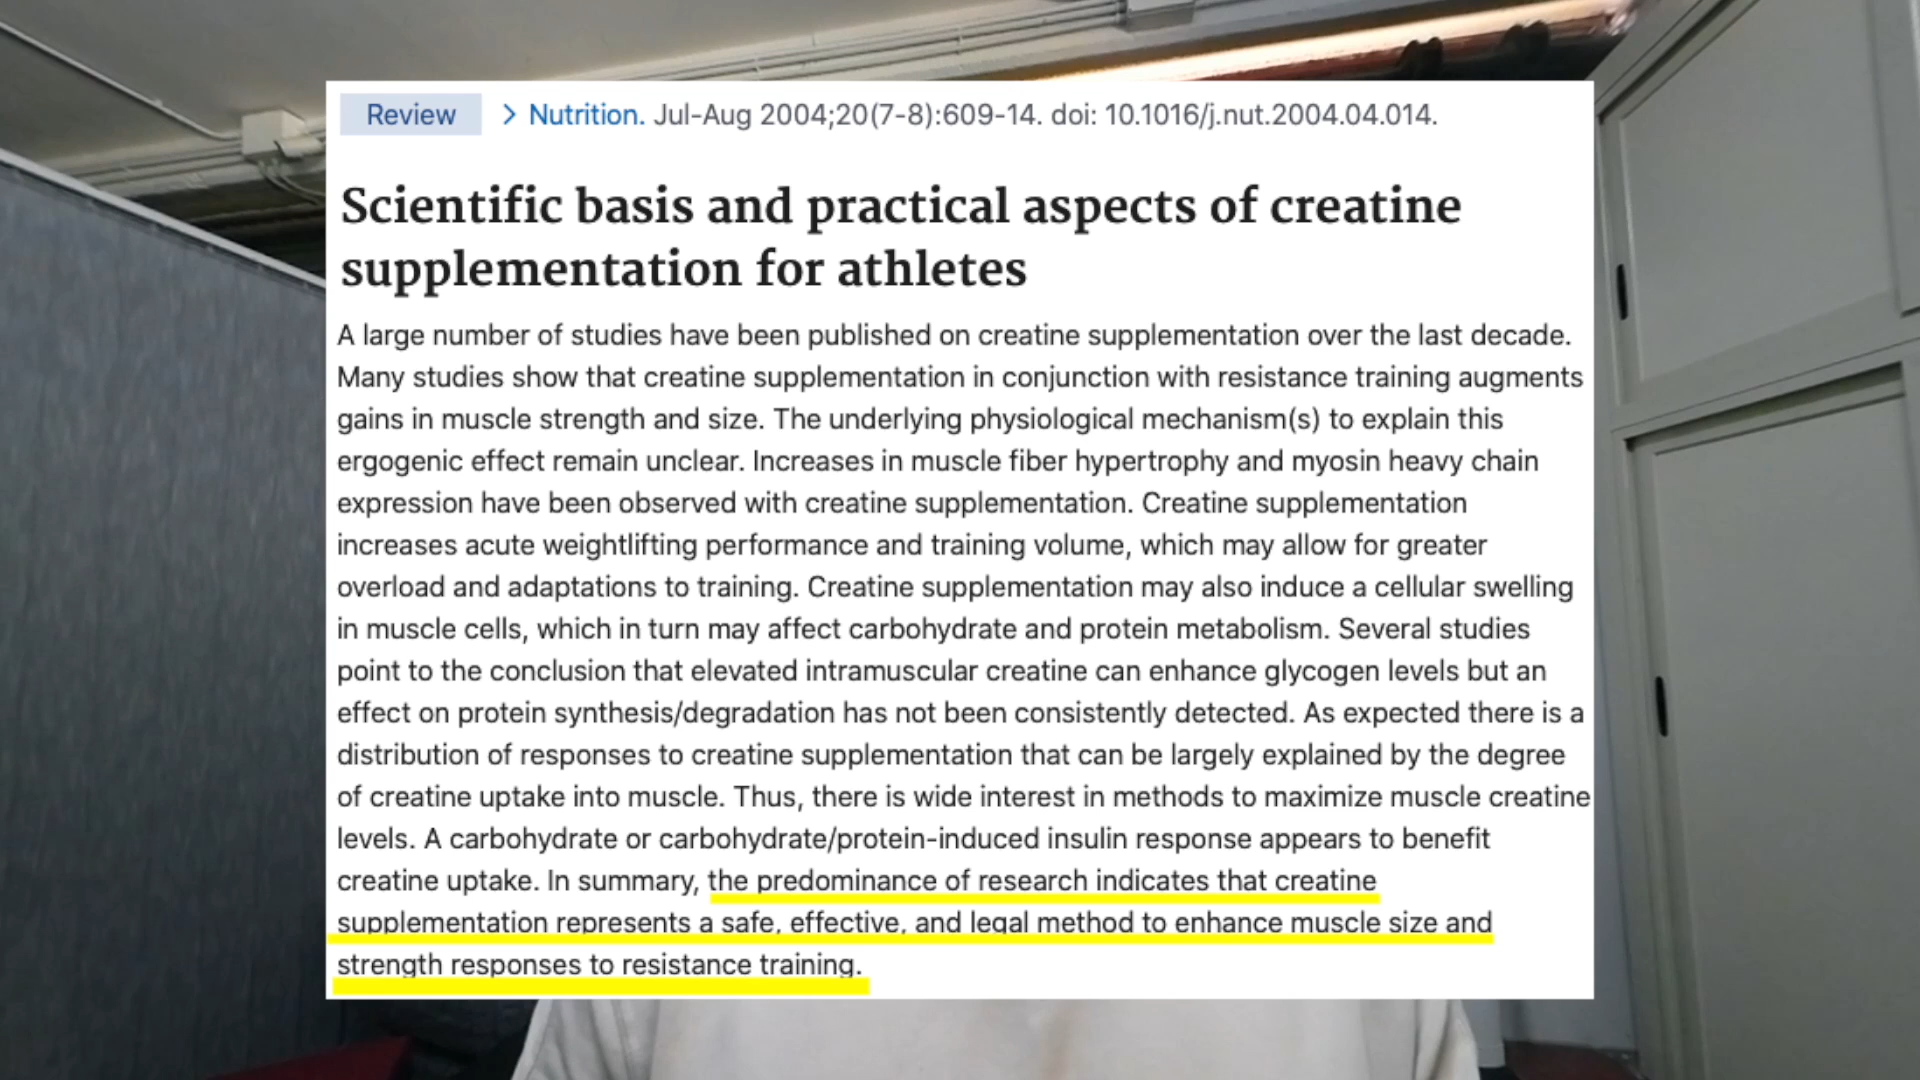 Review > Nutrition. Jul-Aug 2004;20(7-8):609-14. doi: 10.1016/j.nut.2004.04.014.
Scientific basis and practical aspects of creatine
supplementation for athletes
A large number of studies have been published on creatine supplementation over the last decade.
Many studies show that creatine supplementation in conjunction with resistance training augments
gains in muscle strength and size. The underlying physiological mechanism(s) to explain this
ergogenic effect remain unclear. Increases in muscle fiber hypertrophy and myosin heavy chain
expression have been observed with creatine supplementation. Creatine supplementation
increases acute weightlifting performance and training volume, which may allow for greater
overload and adaptations to training. Creatine supplementation may also induce a cellular swelling
in muscle cells, which in turn may affect carbohydrate and protein metabolism. Several studies
point to the conclusion that elevated intramuscular creatine can enhance glycogen levels but an
effect on protein synthesis/degradation has not been consistently detected. As expected there is a
distribution of responses to creatine supplementation that can be largely explained by the degree
of creatine uptake into muscle. Thus, there is wide interest in methods to maximize muscle creatine
levels. A carbohydrate or carbohydrate/protein-induced insulin response appears to benefit
creatine uptake. In summary, the predominance of research indicates that creatine
supplementation represents a safe, effective, and legal method to enhance muscle size and
strength responses to resistance training.